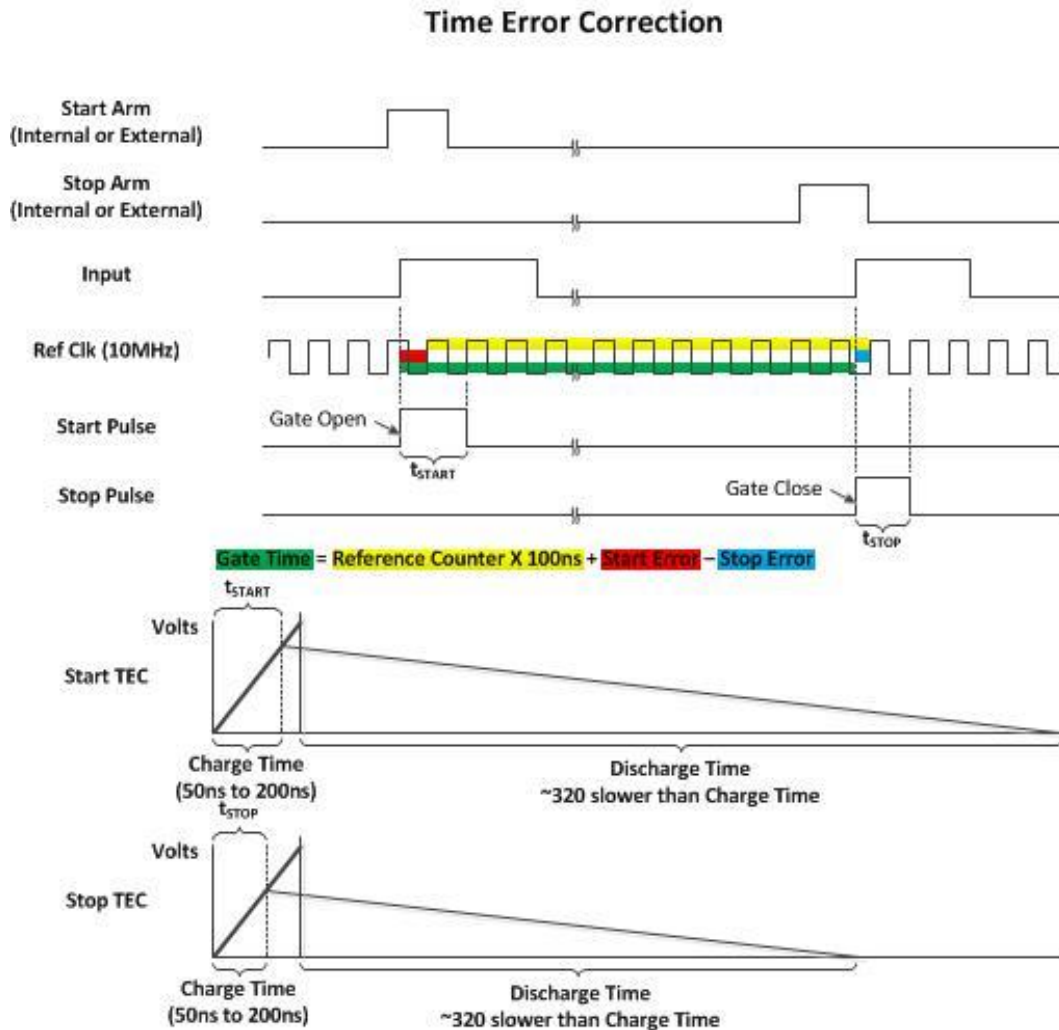 Time Error Correction
Start Arm
(Internal or External)
Stop Arm
(Internal or External)
Input
Ref Clk (10MHz)
Start Pulse
Gate Open
tSTART
Stop Pulse
Gate Close
tSTOP
Gate Time = Reference Counter X 100ns + Start Error – Stop Error
tSTART
Volts
Start TEC
Charge Time
(50ns to 200ns)
Discharge Time
~320 slower than Charge Time
tSTOP
Volts
Stop TEC
Charge Time
(50ns to 200ns)
Discharge Time
~320 slower than Charge Time